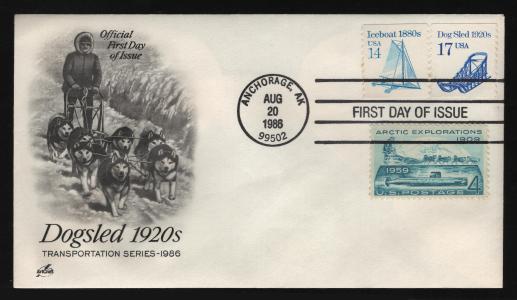 Official
First Day
of Issue
Iceboat 1880s
USA
14
Dog Sled 1920s
17 USA
ANCHORAGE, AK
AUG
20
1986
99502
FIRST DAY OF ISSUE
ARCTIC EXPLORATIONS
1909
1959
U.S. POSTAGE 4
Dogsled 1920s
TRANSPORTATION SERIES-1986
ArtCraft